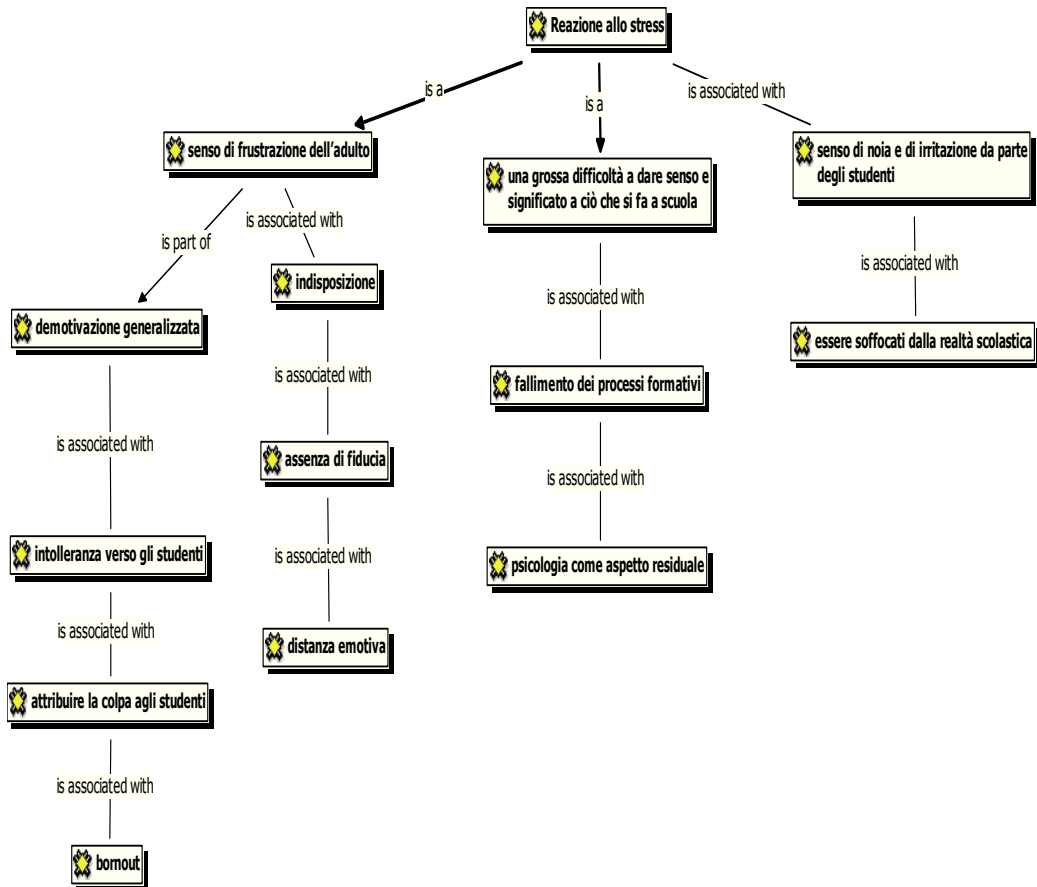 Reazione allo stress
is a
is a
is associated with
senso di frustrazione dell'adulto
una grossa difficoltà a dare senso e
significato a ciò che si fa a scuola
senso di noia e di irritazione da parte
degli studenti
is part of
is associated with
indisposizione
is associated with
is associated with
demotivazione generalizzata
essere soffocati dalla realtà scolastica
is associated with
fallimento dei processi formativi
is associated with
assenza di fiducia
is associated with
intolleranza verso gli studenti
is associated with
psicologia come aspetto residuale
is associated with
distanza emotiva
attribuire la colpa agli studenti
is associated with
bornout